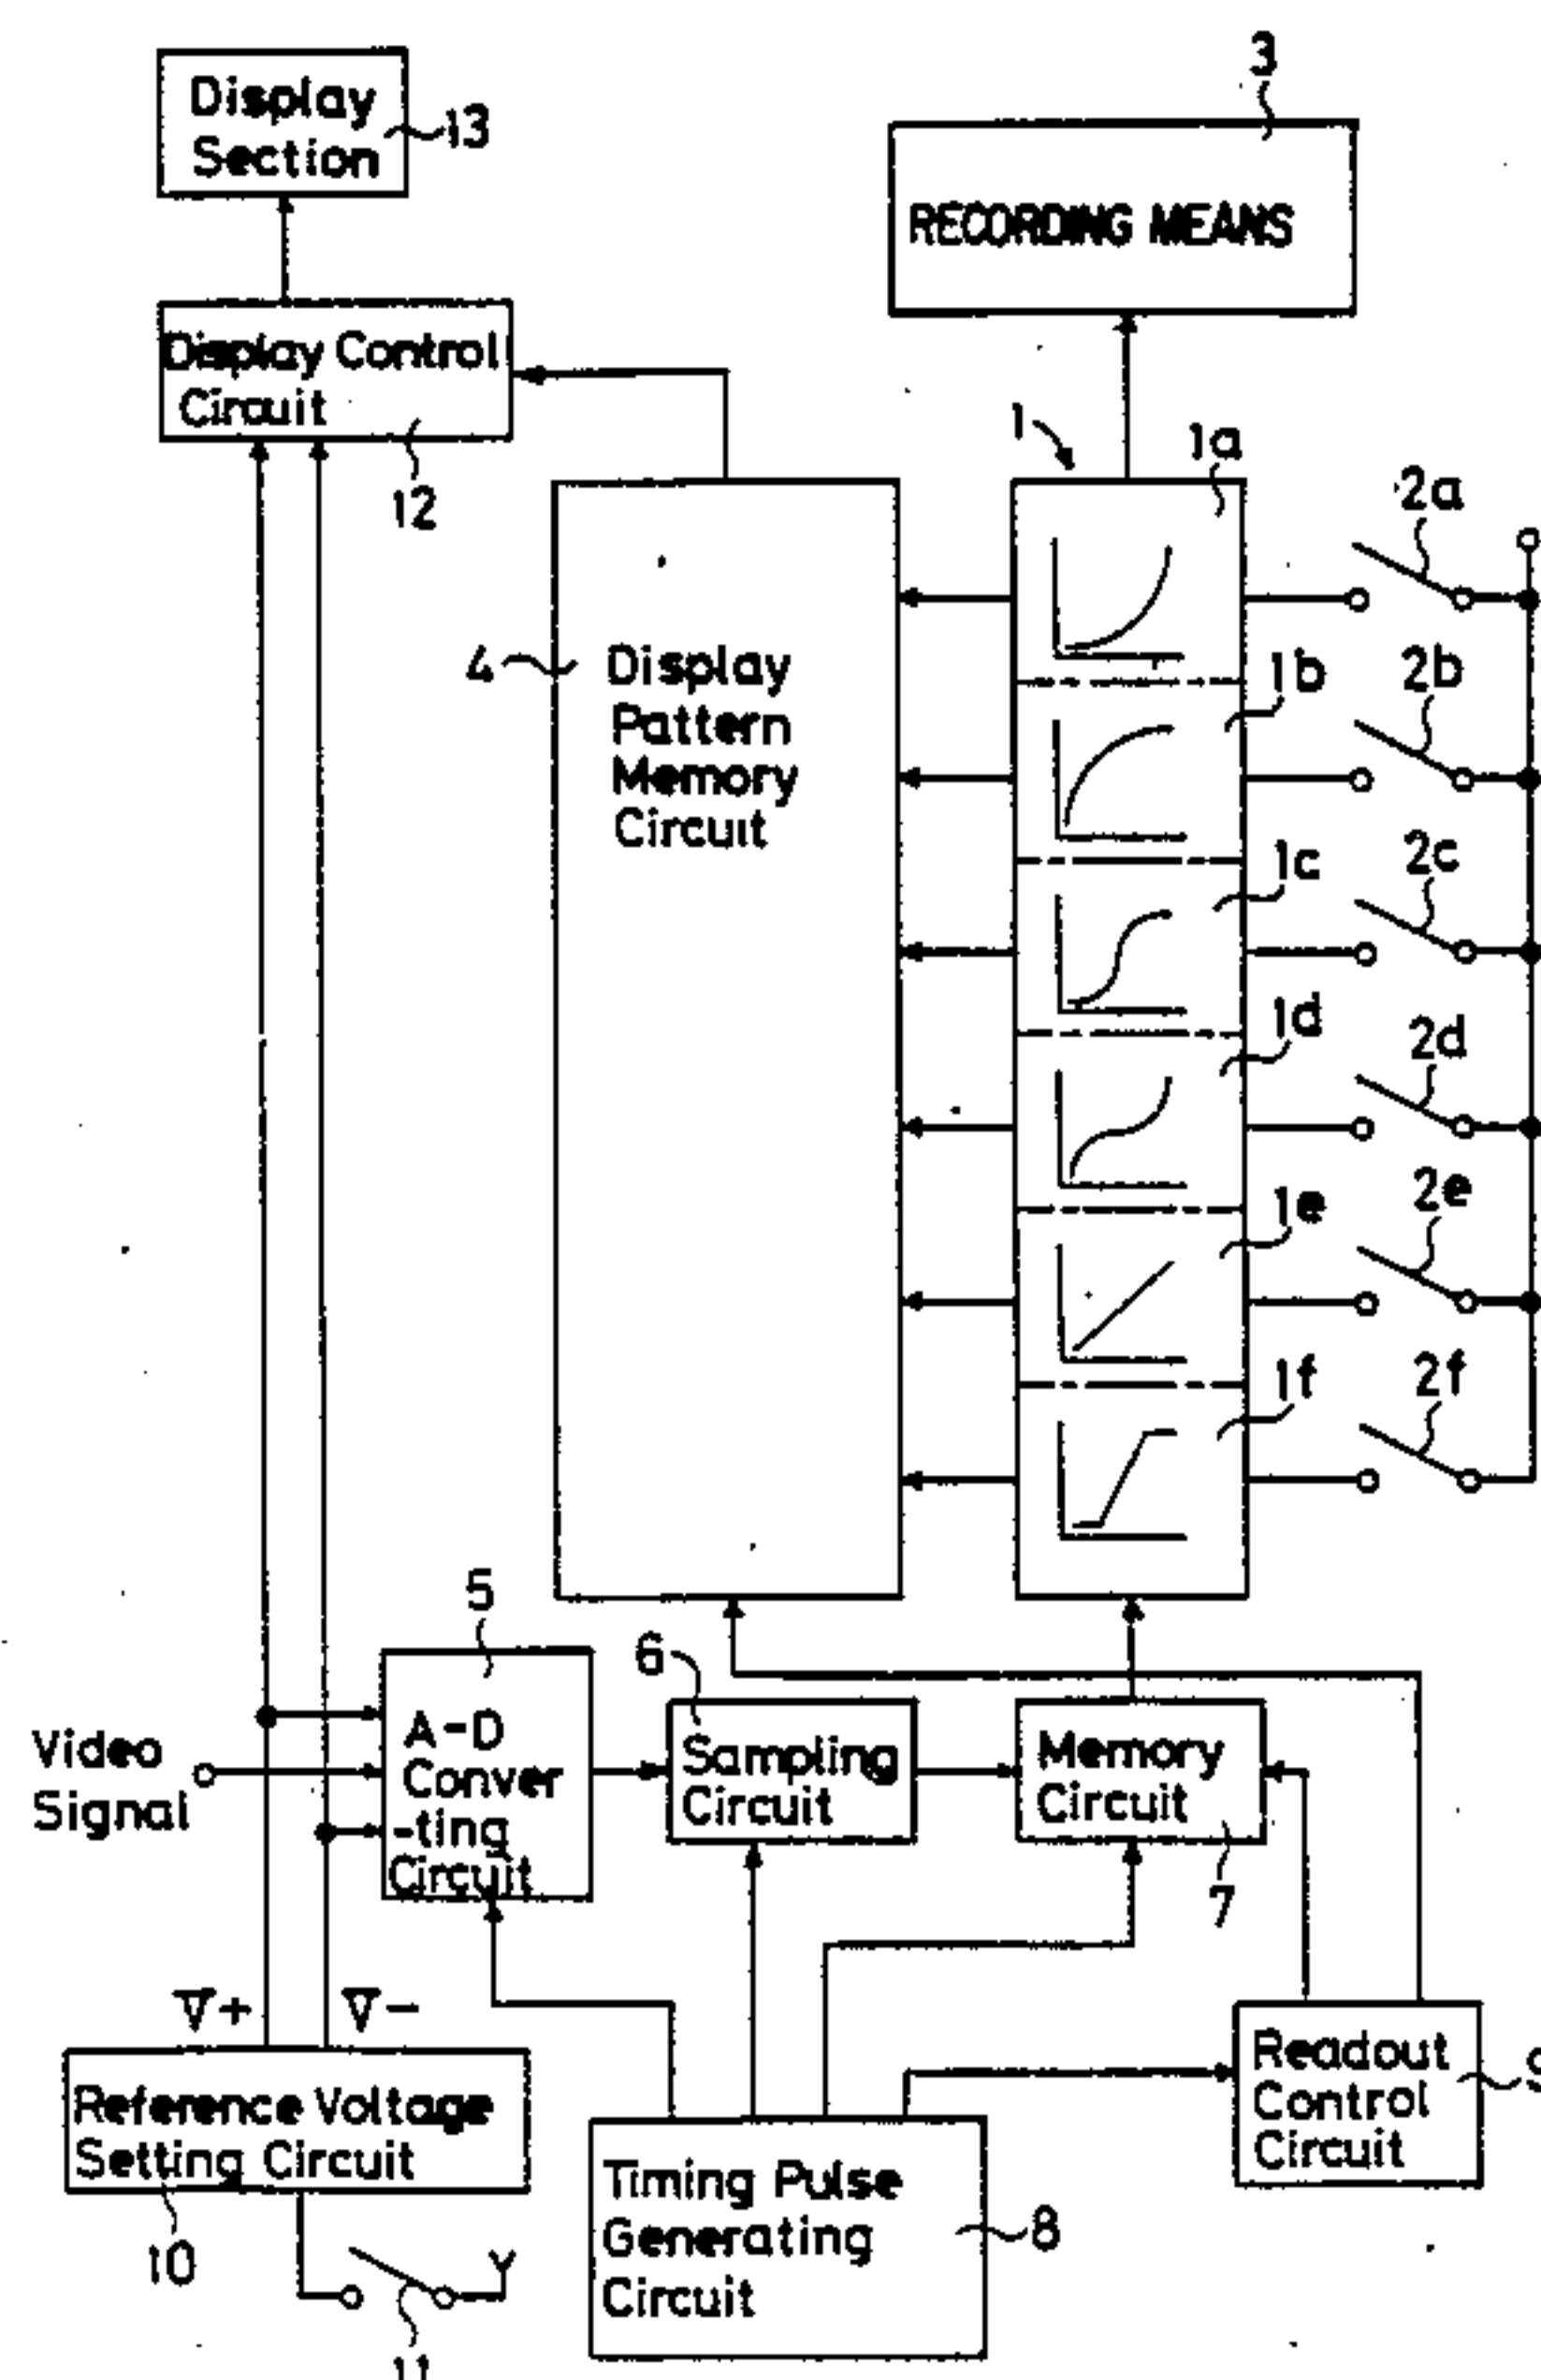 3
Display
Section
13
RECORDING MEANS
Display Control
Circuit
12
1
1a
2a
4
Display
Pattern
Memory
Circuit
1b
2b
1c
2c
1d
2d
1e
2e
1f
2f
5
6
A-D
Conver
-ting
Circuit
Video
Signal
Sampling
Circuit
Memory
Circuit
7
V+
V-
Reference Voltage
Setting Circuit
10
11
Timing Pulse
Generating
Circuit
8
Readout
Control
Circuit
9